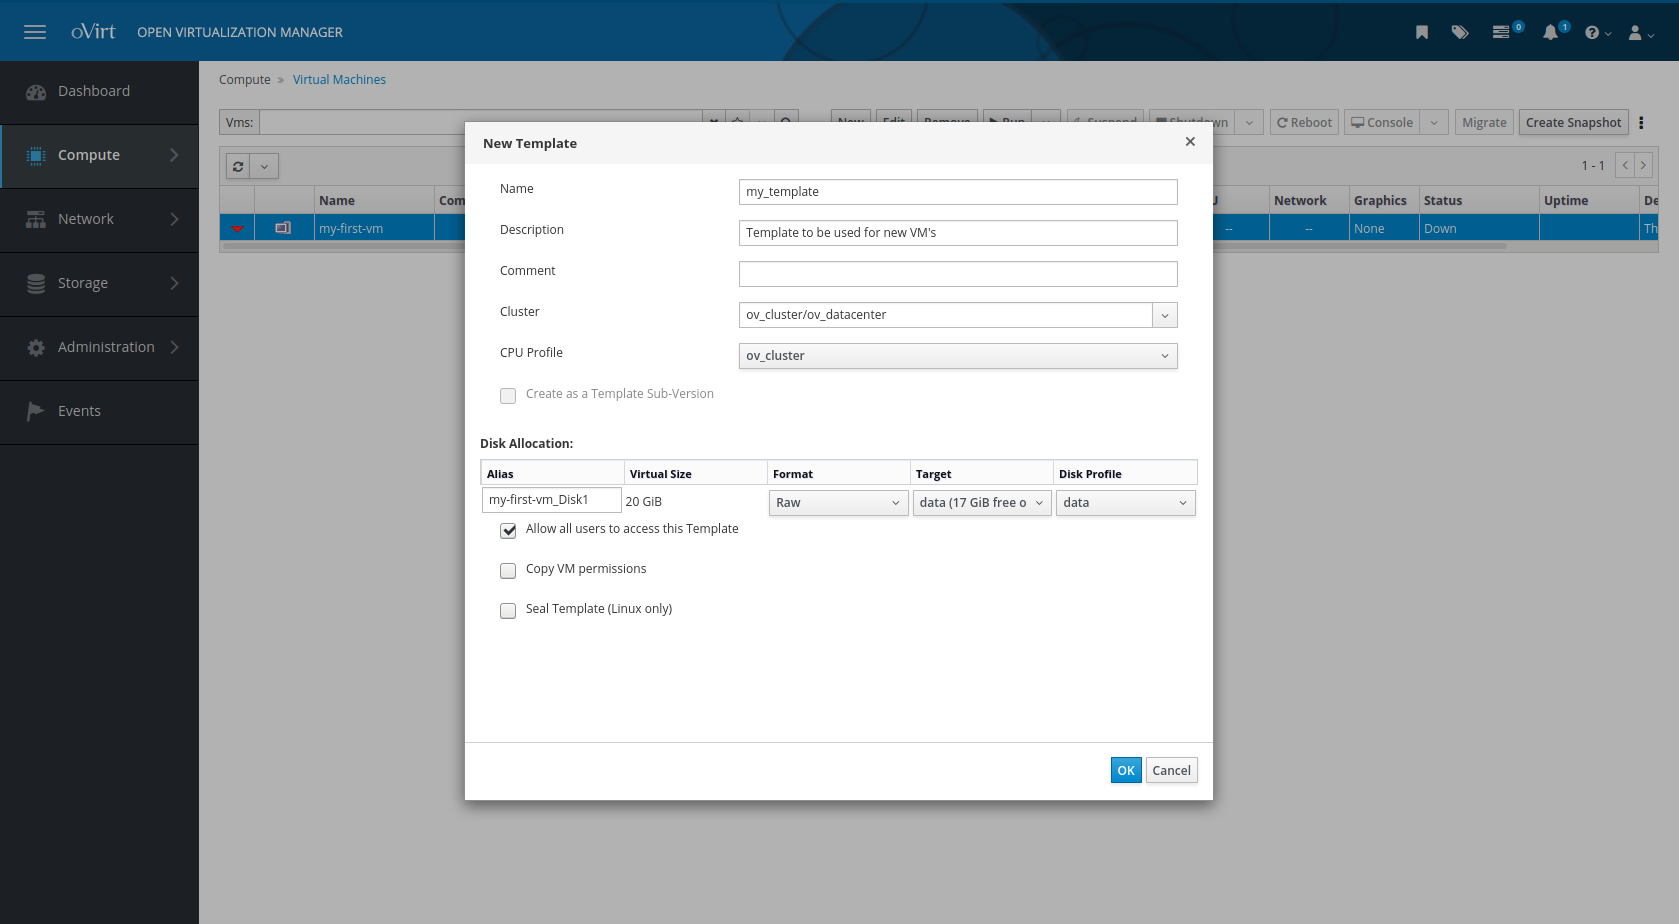 oVirt OPEN VIRTUALIZATION MANAGER 0 1
Dashboard
Compute
Network
Storage
Administration
Events
Compute » Virtual Machines
Vms: New Edit Remove Run Suspend Shutdown Reboot Console Migrate Create Snapshot
1 - 1
Name Com Network Graphics Status Uptime De
my-first-vm -- -- None Down Th
New Template
Name my_template
Description Template to be used for new VM's
Comment
Cluster ov_cluster/ov_datacenter
CPU Profile ov_cluster
Create as a Template Sub-Version
Disk Allocation:
Alias Virtual Size Format Target Disk Profile
my-first-vm_Disk1 20 GiB Raw data (17 GiB free o data
Allow all users to access this Template
Copy VM permissions
Seal Template (Linux only)
OK Cancel